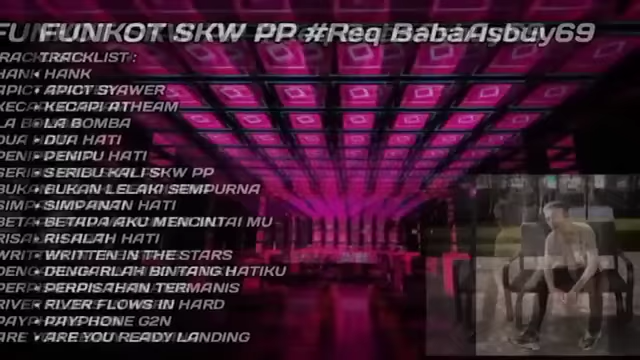 FUNKOT SKW PP #Req BabaAsbuy69
TRACKLIST :
• HANK
• APICT SYAWER
• KECAPI ATHEAM
• LA BOMBA
• DUA HATI
• PENIPU HATI
• SERIBU KALI SKW PP
• BUKAN LELAKI SEMPURNA
• SIMPANAN HATI
• BETAPA AKU MENCINTAI MU
• RISALAH HATI
• WRITTEN IN THE STARS
• DENGARLAH BINTANG HATIKU
• PERPISAHAN TERMANIS
• RIVER FLOWS IN HARD
• PAYPHONE G2N
• ARE YOU READY LANDING